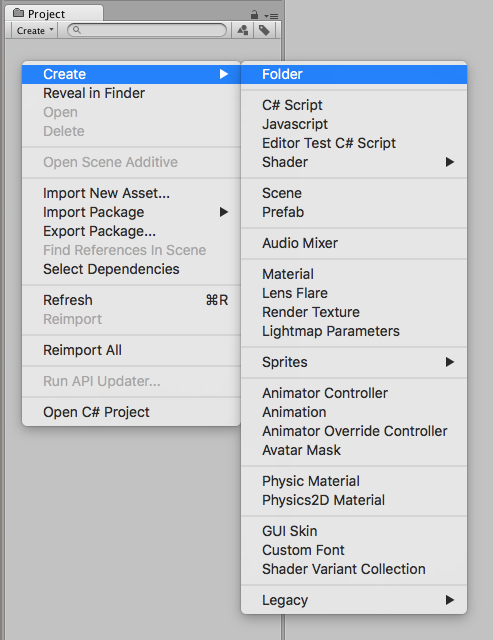 Project
Create
Create
Reveal in Finder
Open
Delete
Open Scene Additive
Import New Asset...
Import Package
Export Package...
Find References In Scene
Select Dependencies
Refresh ⌘R
Reimport
Reimport All
Run API Updater...
Open C# Project
Folder
C# Script
Javascript
Editor Test C# Script
Shader
Scene
Prefab
Audio Mixer
Material
Lens Flare
Render Texture
Lightmap Parameters
Sprites
Animator Controller
Animation
Animator Override Controller
Avatar Mask
Physic Material
Physics2D Material
GUI Skin
Custom Font
Shader Variant Collection
Legacy